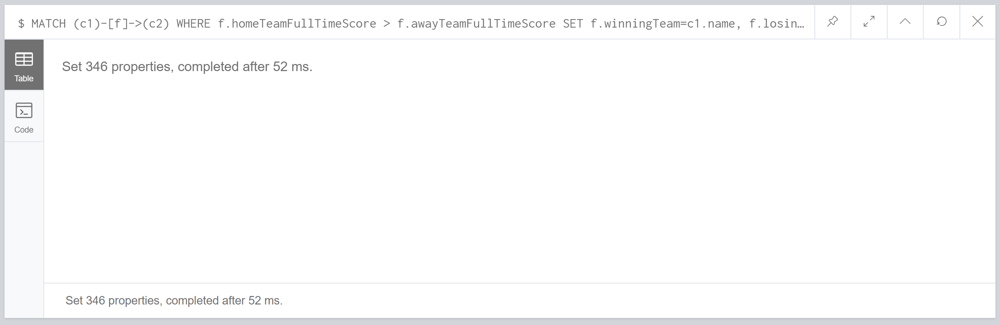 $ MATCH (c1)-[f]->(c2) WHERE f.homeTeamFullTimeScore > f.awayTeamFullTimeScore SET f.winningTeam=c1.name, f.losin…
Table
Set 346 properties, completed after 52 ms.
Code
Set 346 properties, completed after 52 ms.